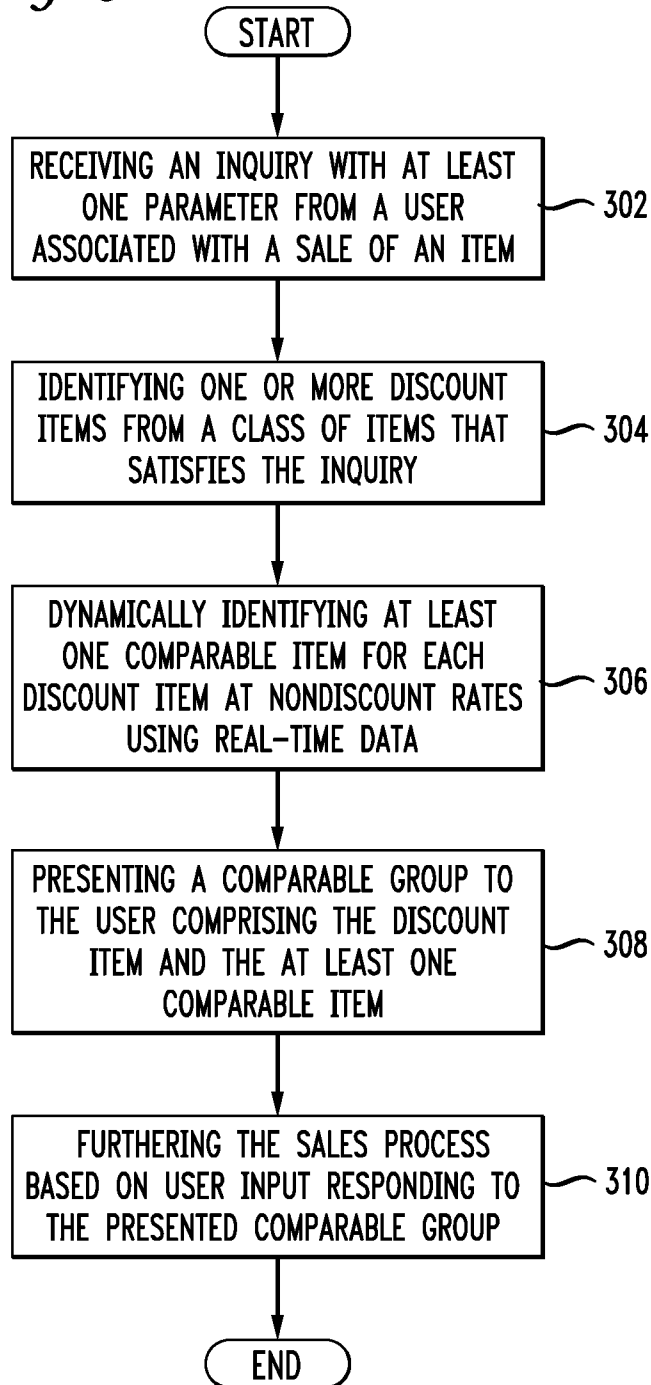 START
RECEIVING AN INQUIRY WITH AT LEAST
ONE PARAMETER FROM A USER
ASSOCIATED WITH A SALE OF AN ITEM
302
IDENTIFYING ONE OR MORE DISCOUNT
ITEMS FROM A CLASS OF ITEMS THAT
SATISFIES THE INQUIRY
304
DYNAMICALLY IDENTIFYING AT LEAST
ONE COMPARABLE ITEM FOR EACH
DISCOUNT ITEM AT NONDISCOUNT RATES
USING REAL-TIME DATA
306
PRESENTING A COMPARABLE GROUP TO
THE USER COMPRISING THE DISCOUNT
ITEM AND THE AT LEAST ONE
COMPARABLE ITEM
308
FURTHERING THE SALES PROCESS
BASED ON USER INPUT RESPONDING TO
THE PRESENTED COMPARABLE GROUP
310
END